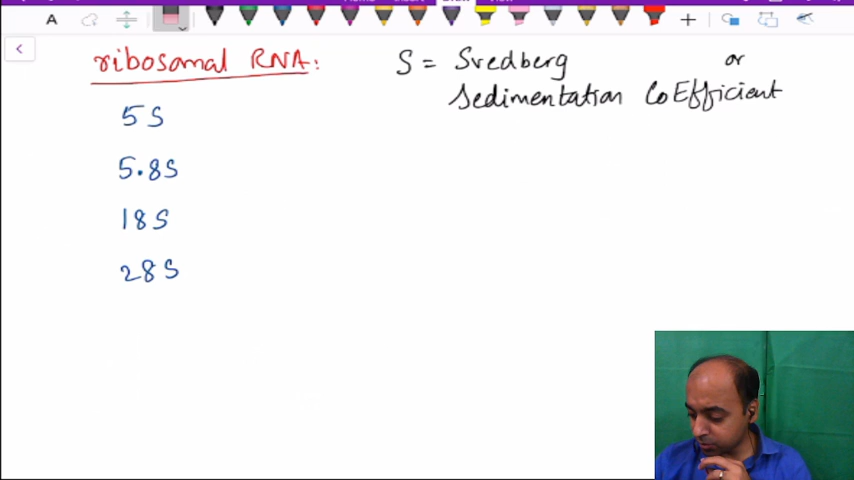 ribosomal RNA: S = Svedberg or
Sedimentation CoEfficient
5S
5.8S
18S
28S
A